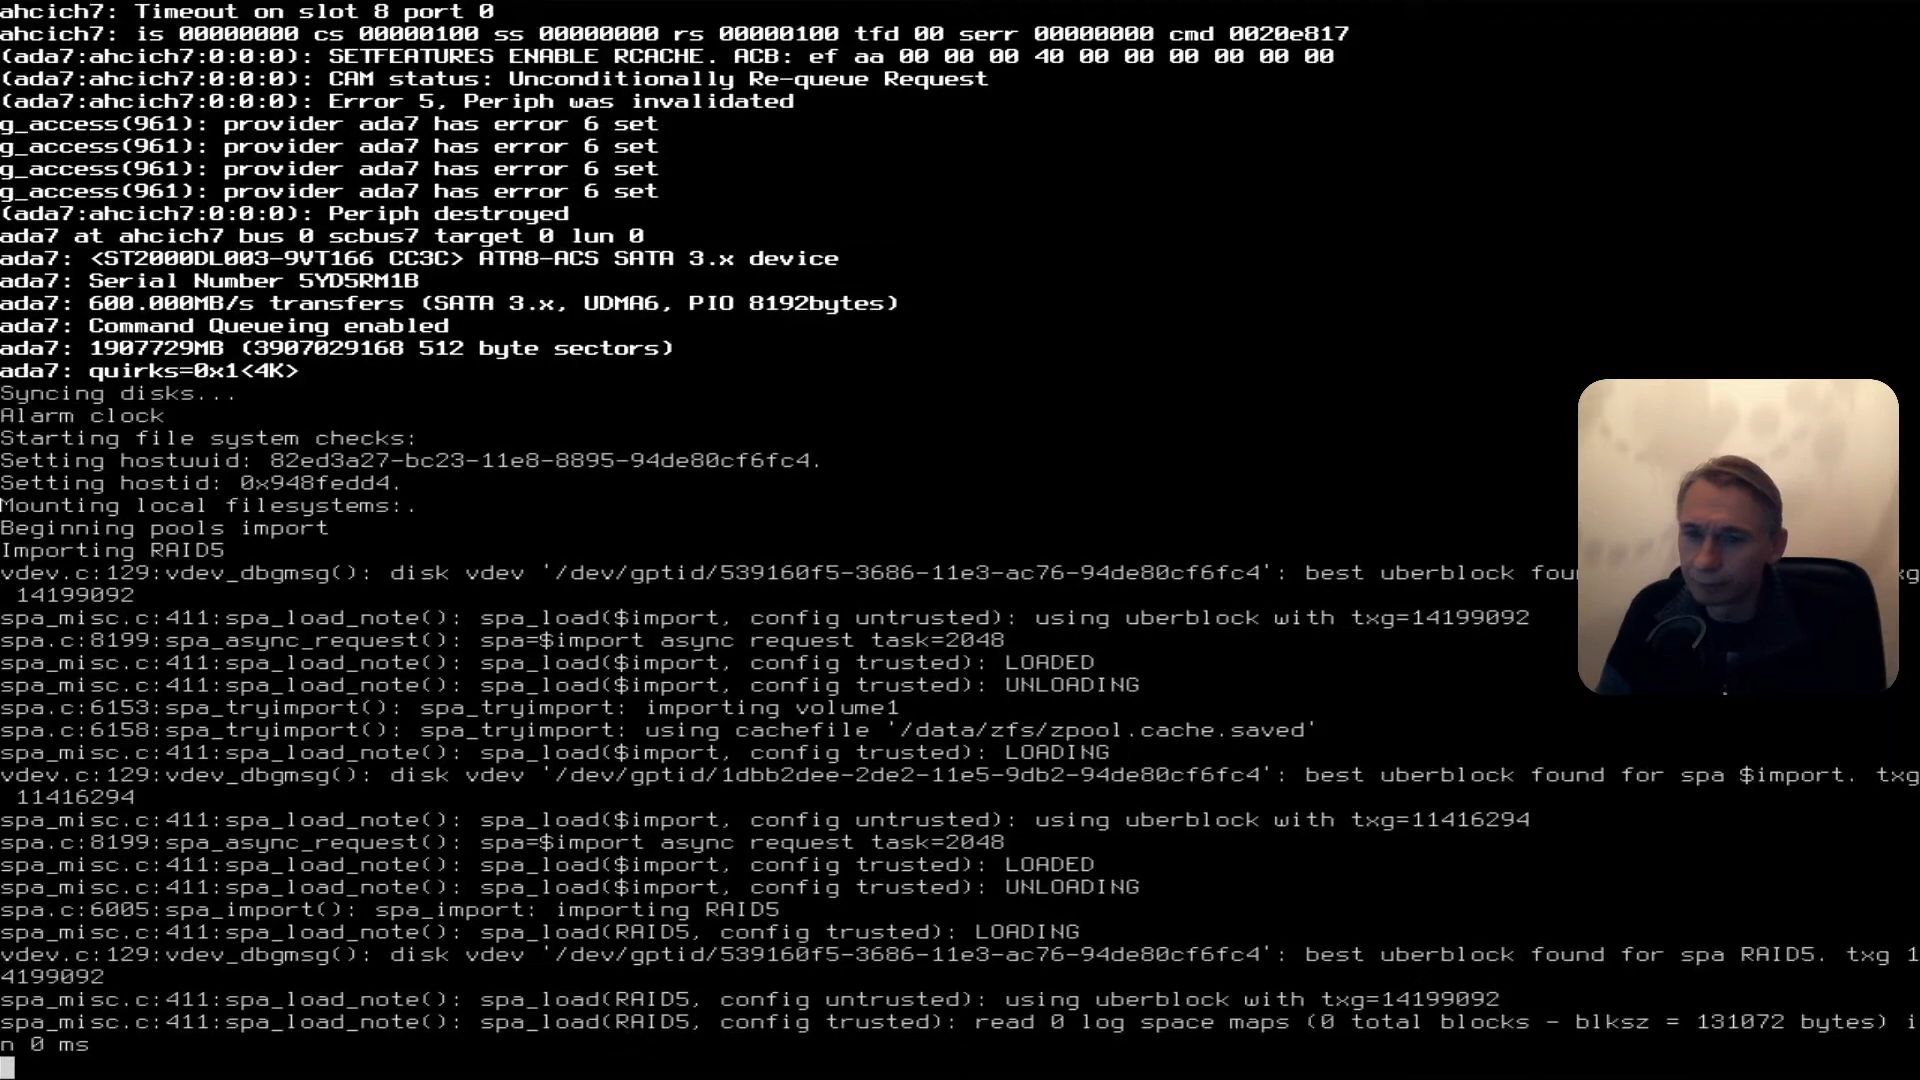 ahcich7: Timeout on slot 8 port 0
ahcich7: is 00000000 cs 00000100 ss 00000000 rs 00000100 tfd 00 serr 00000000 cmd 0020e817
(ada7:ahcich7:0:0:0): SETFEATURES ENABLE RCACHE. ACB: ef aa 00 00 00 40 00 00 00 00 00 00
(ada7:ahcich7:0:0:0): CAM status: Unconditionally Re-queue Request
(ada7:ahcich7:0:0:0): Error 5, Periph was invalidated
g_access(961): provider ada7 has error 6 set
g_access(961): provider ada7 has error 6 set
g_access(961): provider ada7 has error 6 set
g_access(961): provider ada7 has error 6 set
(ada7:ahcich7:0:0:0): Periph destroyed
ada7 at ahcich7 bus 0 scbus7 target 0 lun 0
ada7: <ST2000DL003-9VT166 CC3C> ATA8-ACS SATA 3.x device
ada7: Serial Number 5YD5RM1B
ada7: 600.000MB/s transfers (SATA 3.x, UDMA6, PIO 8192bytes)
ada7: Command Queueing enabled
ada7: 1907729MB (3907029168 512 byte sectors)
ada7: quirks=0x1<4K>
Syncing disks...
Alarm clock
Starting file system checks:
Setting hostuuid: 82ed3a27-bc23-11e8-8895-94de80cf6fc4.
Setting hostid: 0x948fedd4.
Mounting local filesystems:.
Beginning pools import
Importing RAID5
vdev.c:129:vdev_dbgmsg(): disk vdev '/dev/gptid/539160f5-3686-11e3-ac76-94de80cf6fc4': best uberblock
14199092
spa_misc.c:411:spa_load_note(): spa_load($import, config untrusted): using uberblock with txg=14199092
spa.c:8199:spa_async_request(): spa=$import async request task=2048
spa_misc.c:411:spa_load_note(): spa_load($import, config trusted): LOADED
spa_misc.c:411:spa_load_note(): spa_load($import, config trusted): UNLOADING
spa.c:6153:spa_tryimport(): spa_tryimport: importing volume1
spa.c:6158:spa_tryimport(): spa_tryimport: using cachefile '/data/zfs/zpool.cache.saved'
spa_misc.c:411:spa_load_note(): spa_load($import, config trusted): LOADING
vdev.c:129:vdev_dbgmsg(): disk vdev '/dev/gptid/1dbb2dee-2de2-11e5-9db2-94de80cf6fc4': best uberblock found for spa $import. txg
11416294
spa_misc.c:411:spa_load_note(): spa_load($import, config untrusted): using uberblock with txg=11416294
spa.c:8199:spa_async_request(): spa=$import async request task=2048
spa_misc.c:411:spa_load_note(): spa_load($import, config trusted): LOADED
spa_misc.c:411:spa_load_note(): spa_load($import, config trusted): UNLOADING
spa.c:6005:spa_import(): spa_import: importing RAID5
spa_misc.c:411:spa_load_note(): spa_load(RAID5, config trusted): LOADING
vdev.c:129:vdev_dbgmsg(): disk vdev '/dev/gptid/539160f5-3686-11e3-ac76-94de80cf6fc4': best uberblock found for spa RAID5. txg 1
4199092
spa_misc.c:411:spa_load_note(): spa_load(RAID5, config untrusted): using uberblock with txg=14199092
spa_misc.c:411:spa_load_note(): spa_load(RAID5, config trusted): read 0 log space maps (0 total blocks - blksz = 131072 bytes) i
n 0 ms